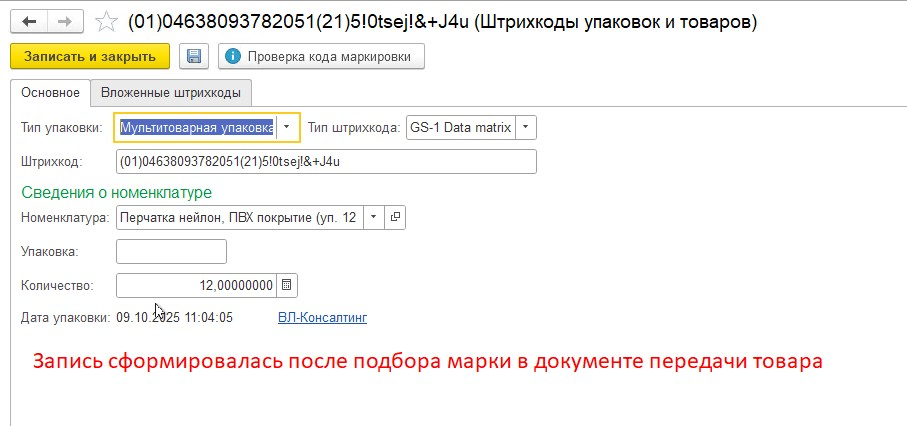 (01)04638093782051(21)5!0tsej!&+J4u (Штрихкоды упаковок и товаров)
Записать и закрыть Проверка кода маркировки
Основное Вложенные штрихкоды
Тип упаковки: Мультитоварная упаковка Тип штрихкода: GS-1 Data matrix
Штрихкод: (01)04638093782051(21)5!0tsej!&+J4u
Сведения о номенклатуре
Номенклатура: Перчатка нейлон, ПВХ покрытие (уп. 12
Упаковка:
Количество: 12,00000000
Дата упаковки: 09.10.2025 11:04:05 ВЛ-Консалтинг
Запись сформировалась после подбора марки в документе передачи товара